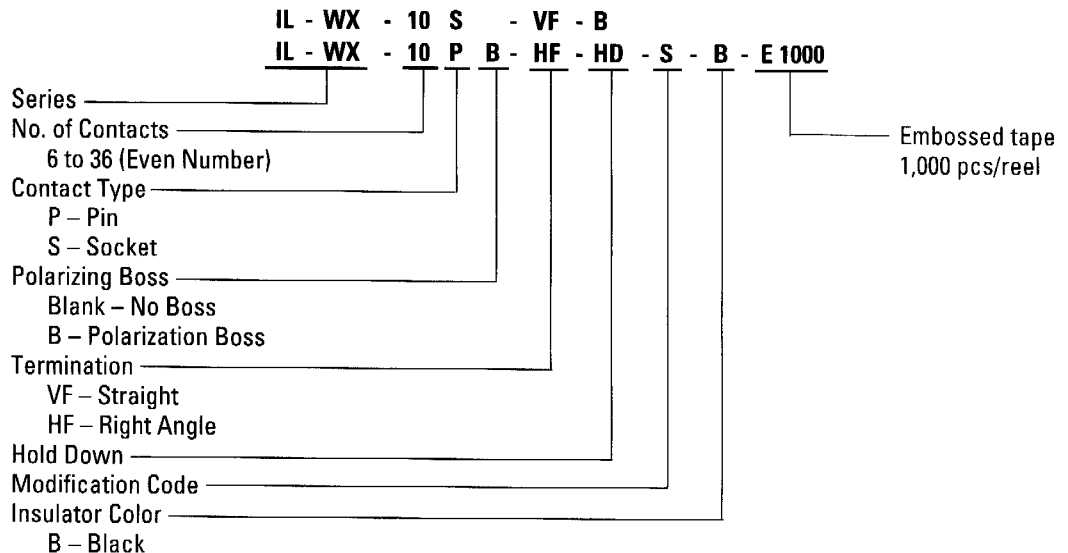 IL - WX - 10 S - VF - B
IL - WX - 10 P B - HF - HD - S - B - E 1000
Series
No. of Contacts
6 to 36 (Even Number)
Contact Type
P – Pin
S – Socket
Polarizing Boss
Blank – No Boss
B – Polarization Boss
Termination
VF – Straight
HF – Right Angle
Hold Down
Modification Code
Insulator Color
B – Black
Embossed tape
1,000 pcs/reel